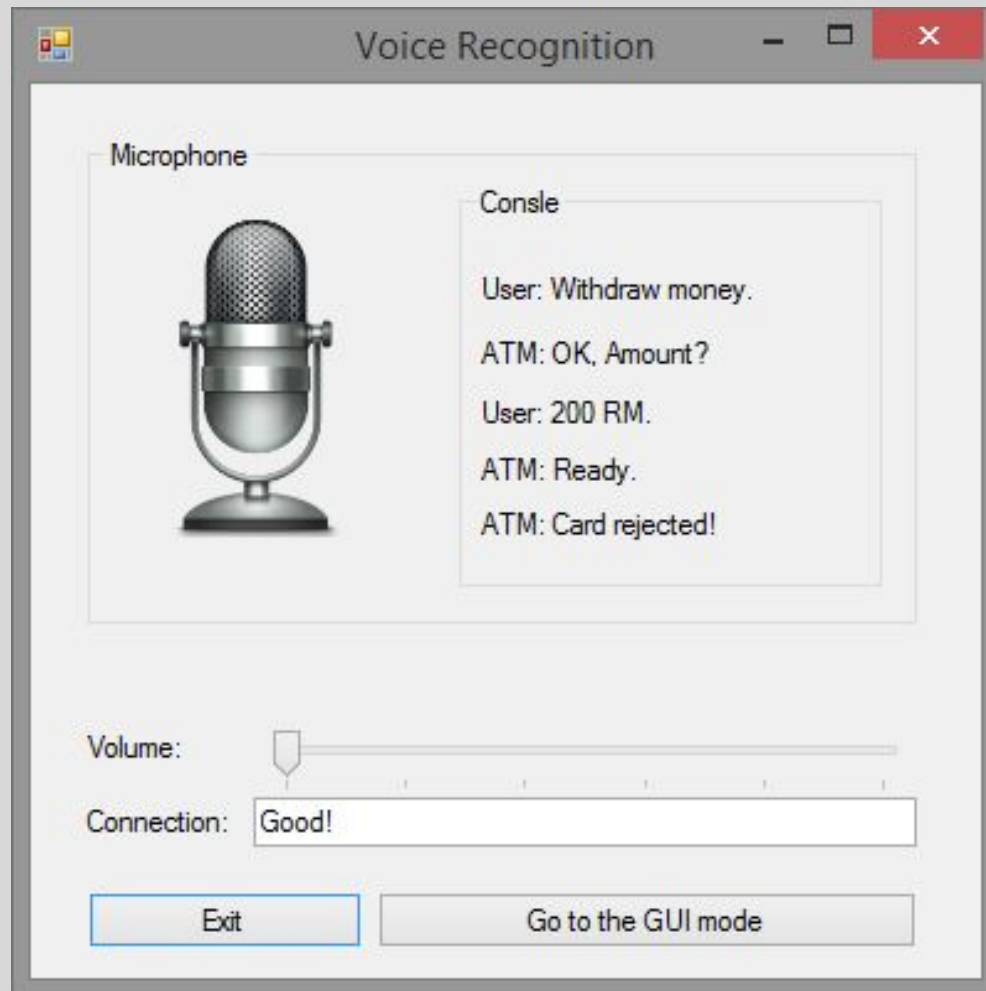 Voice Recognition
Microphone
Consle
User: Withdraw money.
ATM: OK, Amount?
User: 200 RM.
ATM: Ready.
ATM: Card rejected!
Volume:
Connection: Good!
Exit
Go to the GUI mode